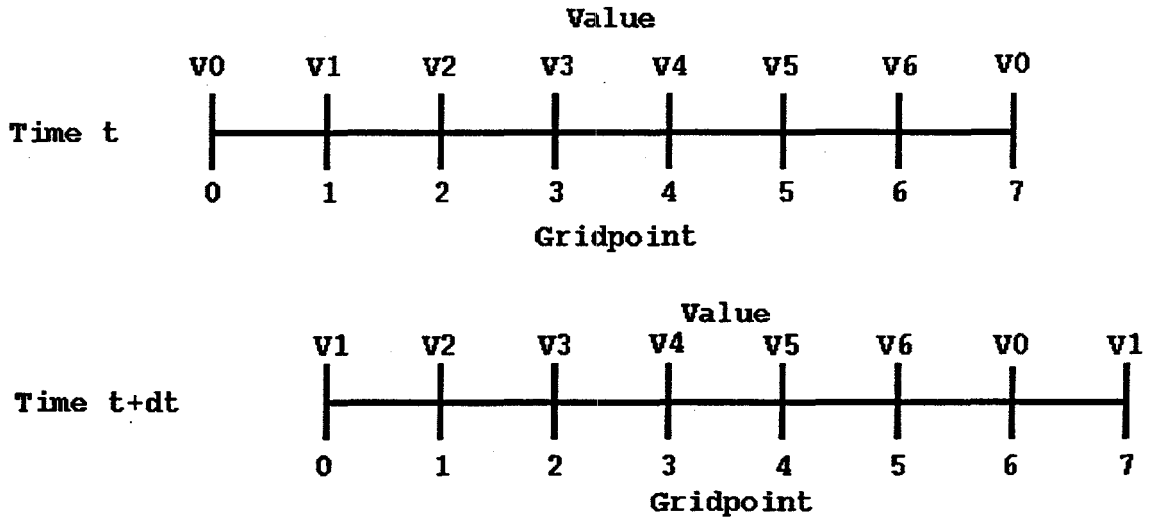 Value
V0 V1 V2 V3 V4 V5 V6 V0
Time t
0 1 2 3 4 5 6 7
Gridpoint
Value
V1 V2 V3 V4 V5 V6 V0 V1
Time t+dt
0 1 2 3 4 5 6 7
Gridpoint